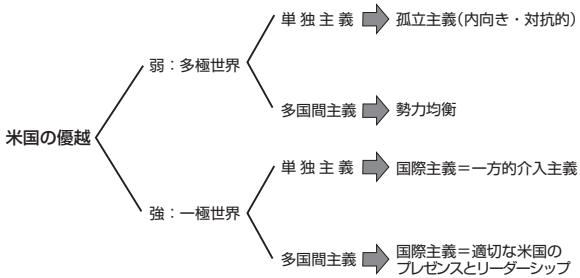 単独主義 孤立主義（内向き・対抗的）
弱：多極世界
多国間主義 勢力均衡
米国の優越
単独主義 国際主義＝一方的介入主義
強：一極世界
多国間主義 国際主義＝適切な米国の
プレゼンスとリーダーシップ